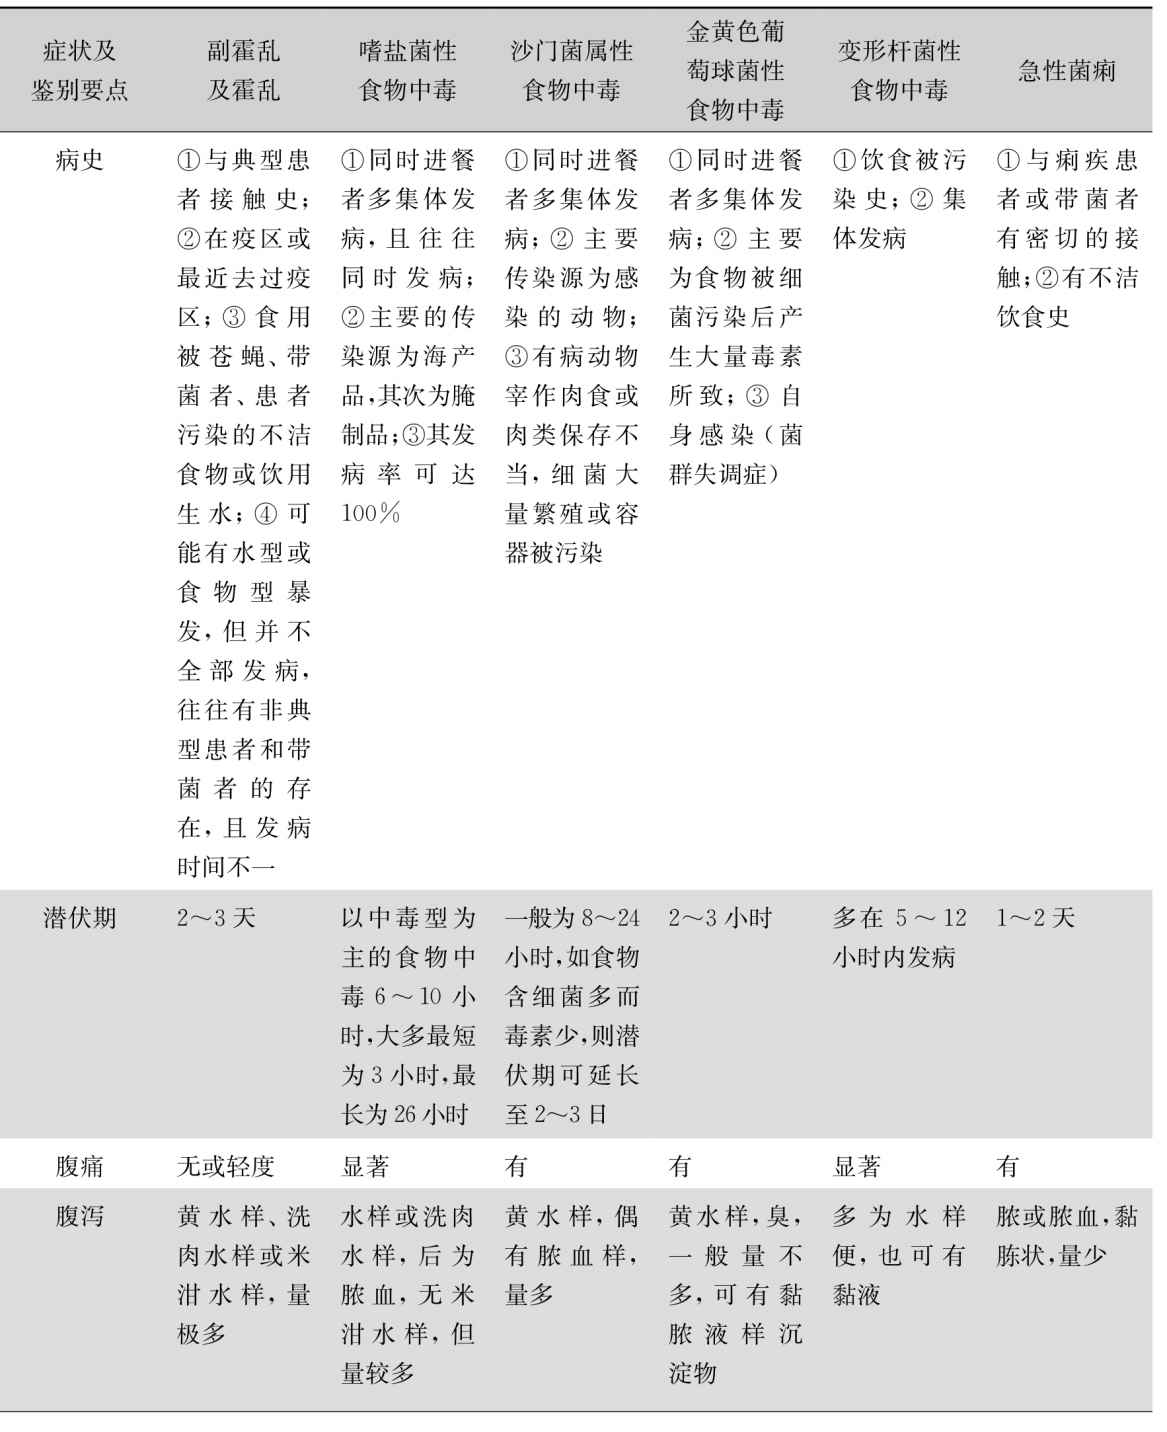 症状及
鉴别要点
副霍乱
及霍乱
嗜盐菌性
食物中毒
沙门菌属性
食物中毒
金黄色葡
萄球菌性
食物中毒
变形杆菌性
食物中毒
急性菌痢
病史
①与典型患
者接触史；
②在疫区或
最近去过疫
区；③食用
被苍蝇、带
菌者、患者
污染的不洁
食物或饮用
生水；④可
能有水型或
食物型暴
发，但并不
全部发病，
往往有非典
型患者和带
菌者的存
在，且发病
时间不一
①同时进餐
者多集体发
病，且往往
同时发病；
②主要的传
染源为海产
品，其次为腌
制品；③其发
病率可达
100%
①同时进餐
者多集体发
病；②主要
传染源为感
染的动物；
③有病动物
宰作肉食或
肉类保存不
当，细菌大
量繁殖或容
器被污染
①同时进餐
者多集体发
病；②主要
为食物被细
菌污染后产
生大量毒素
所致；③自
身感染（菌
群失调症）
①饮食被污
染史；②集
体发病
①与痢疾患
者或带菌者
有密切的接
触；②有不洁
饮食史
潜伏期
2～3天
以中毒型为
主的食物中
毒6～10小
时，大多最短
为3小时，最
长为26小时
一般为8～24
小时，如食物
含细菌多而
毒素少，则潜
伏期可延长
至2～3日
2～3小时
多在5～12
小时内发病
1～2天
腹痛
无或轻度
显著
有
有
显著
有
腹泻
黄水样、洗
肉水样或米
泔水样，量
极多
水样或洗肉
水样，后为
脓血，无米
泔水样，但
量较多
黄水样，偶
有脓血样，
量多
黄水样，臭，
一般量不
多，可有黏
脓液样沉
淀物
多为水样
便，也可有
黏液
脓或脓血，黏
胨状，量少